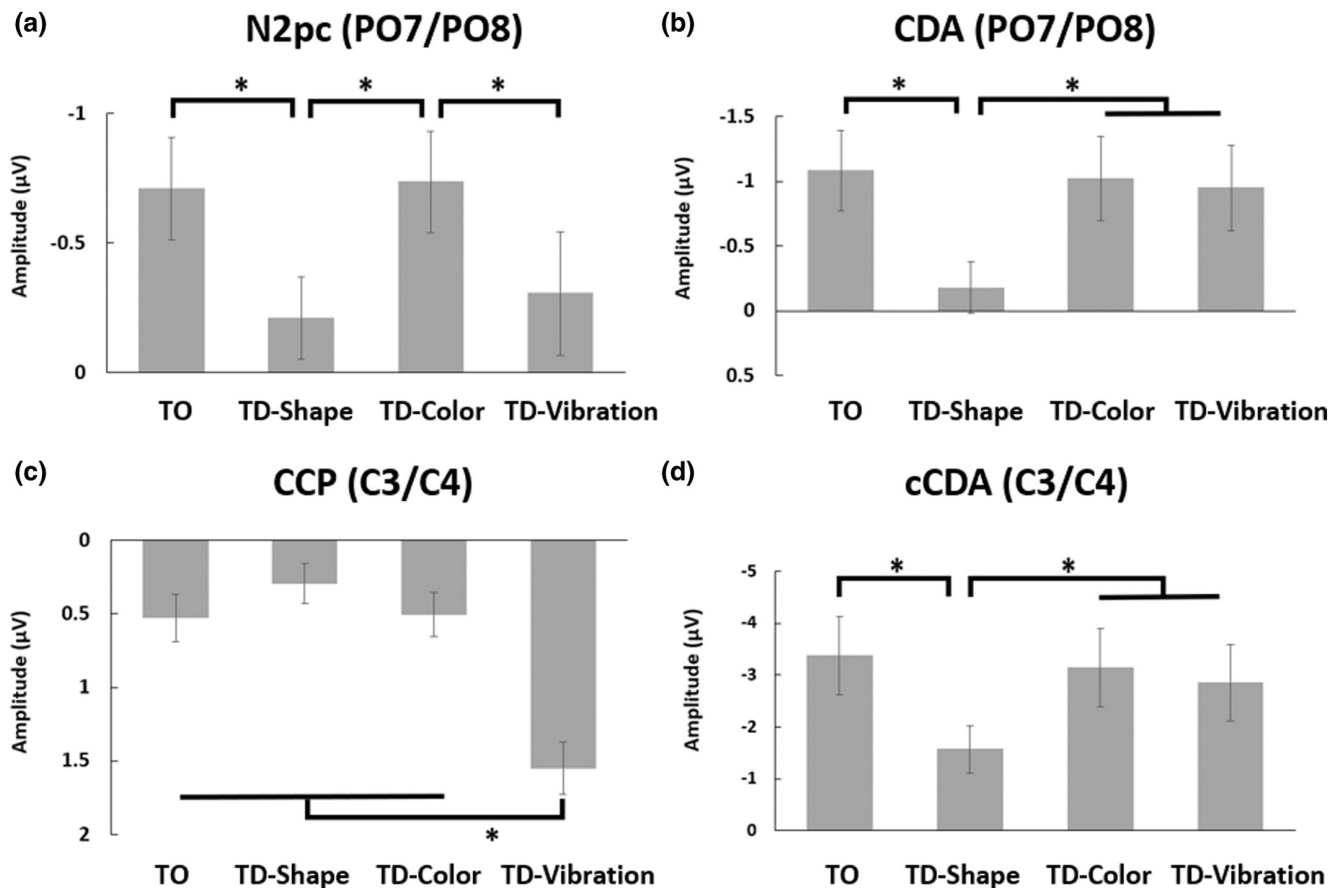 (a)
N2pc (PO7/PO8)
* * *
-1
-0.5
0
Amplitude (µV)
TO TD-Shape TD-Color TD-Vibration
(b)
CDA (PO7/PO8)
* *
-1.5
-1
-0.5
0
0.5
Amplitude (µV)
TO TD-Shape TD-Color TD-Vibration
(c)
CCP (C3/C4)
0
0.5
1
1.5
2
Amplitude (µV)
*
TO TD-Shape TD-Color TD-Vibration
(d)
cCDA (C3/C4)
* *
-5
-4
-3
-2
-1
0
Amplitude (µV)
TO TD-Shape TD-Color TD-Vibration